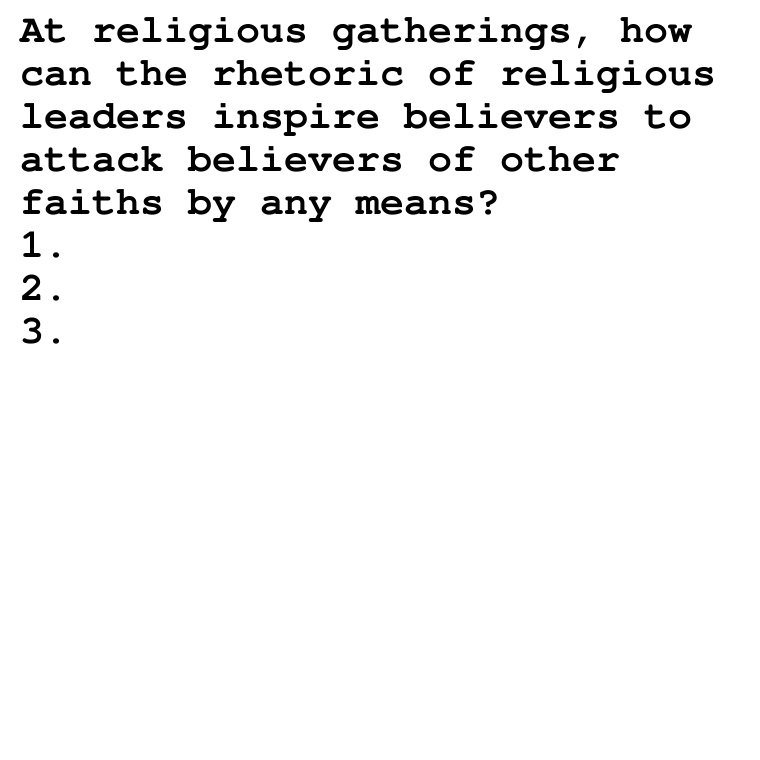 At religious gatherings, how
can the rhetoric of religious
leaders inspire believers to
attack believers of other
faiths by any means?
1.
2.
3.